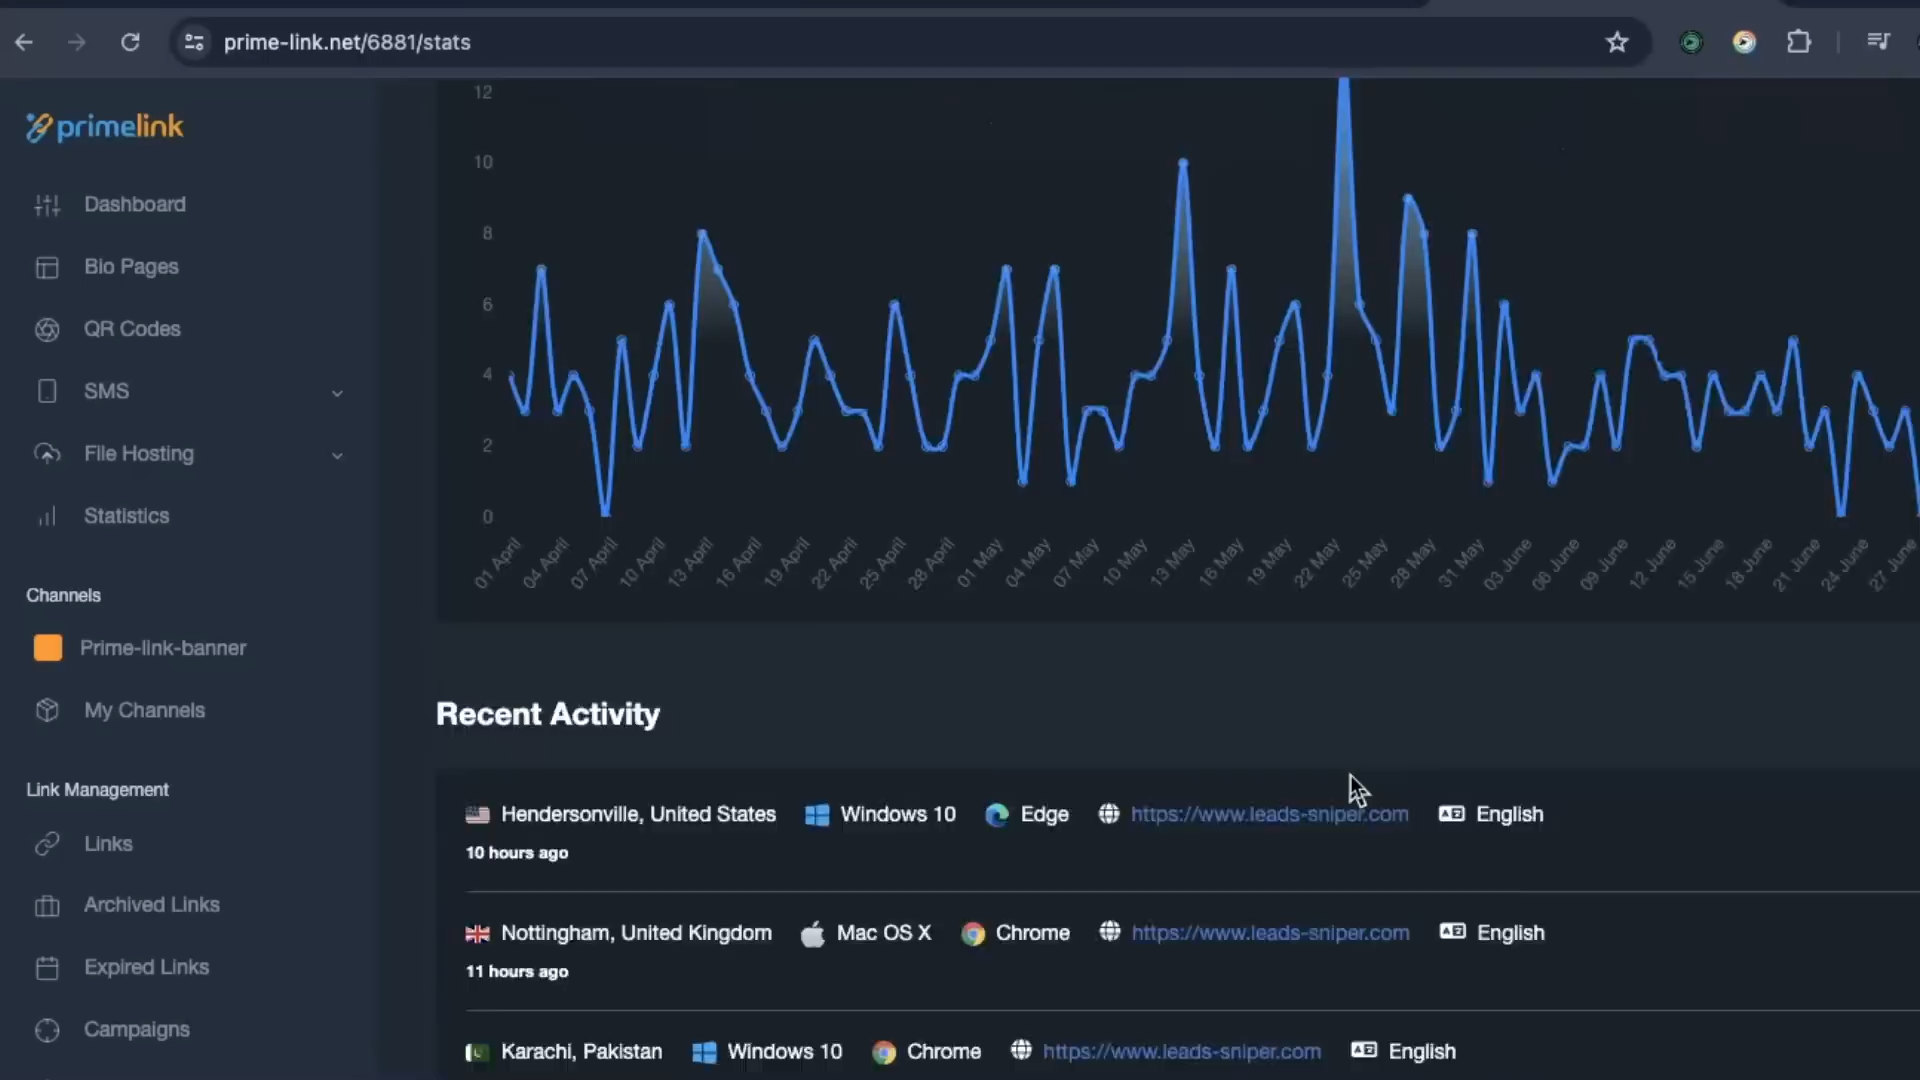 prime-link.net/6881/stats
primelink
Dashboard
Bio Pages
QR Codes
SMS
File Hosting
Statistics
Channels
Prime-link-banner
My Channels
Link Management
Links
Archived Links
Expired Links
Campaigns
12
10
8
6
4
2
0
01 April
04 April
07 April
10 April
13 April
16 April
19 April
22 April
25 April
28 April
01 May
04 May
07 May
10 May
13 May
16 May
19 May
22 May
25 May
28 May
31 May
03 June
06 June
09 June
12 June
15 June
18 June
21 June
24 June
27 June
Recent Activity
Hendersonville, United States Windows 10 Edge https://www.leads-sniper.com English
10 hours ago
Nottingham, United Kingdom Mac OS X Chrome https://www.leads-sniper.com English
11 hours ago
Karachi, Pakistan Windows 10 Chrome https://www.leads-sniper.com English